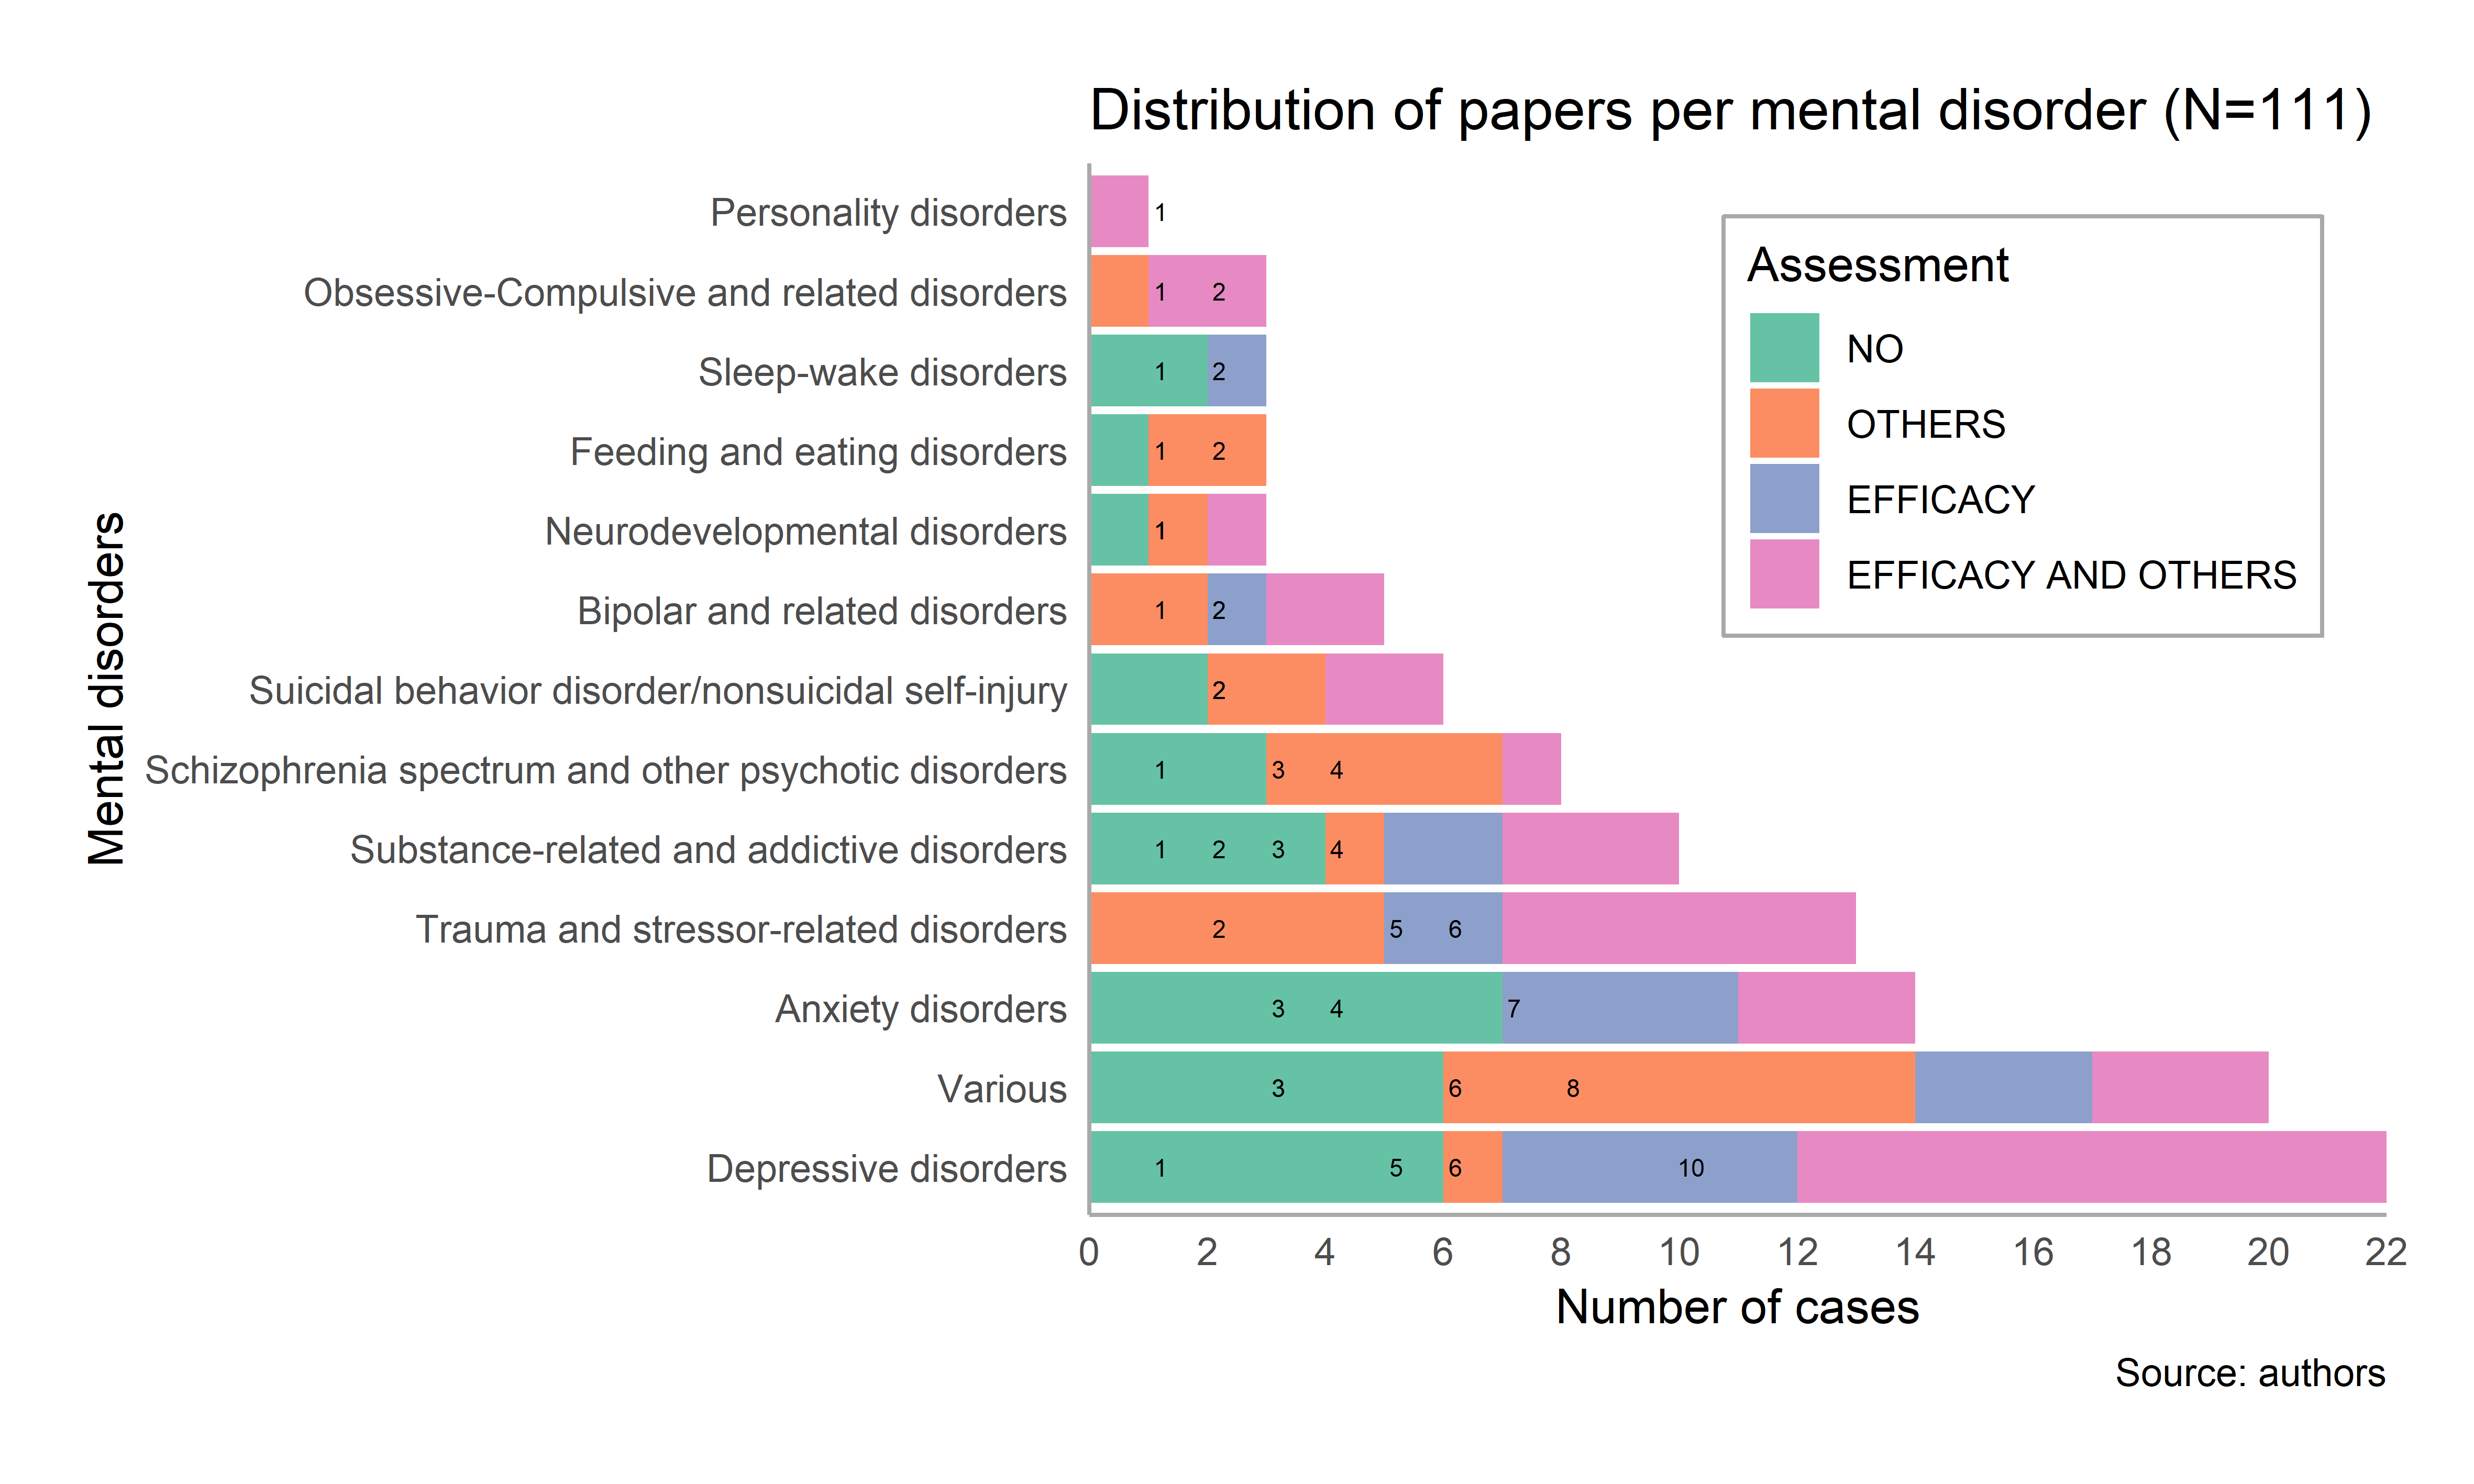 Distribution of papers per mental disorder (N=111)
Personality disorders 1
Obsessive-Compulsive and related disorders 1 2
Sleep-wake disorders 1 2
Feeding and eating disorders 1 2
Neurodevelopmental disorders 1
Bipolar and related disorders 1 2
Suicidal behavior disorder/nonsuicidal self-injury 2
Schizophrenia spectrum and other psychotic disorders 1 3 4
Substance-related and addictive disorders 1 2 3 4
Trauma and stressor-related disorders 2 5 6
Anxiety disorders 3 4 7
Various 3 6 8
Depressive disorders 1 5 6 10
Mental disorders
Assessment
NO
OTHERS
EFFICACY
EFFICACY AND OTHERS
0 2 4 6 8 10 12 14 16 18 20 22
Number of cases
Source: authors